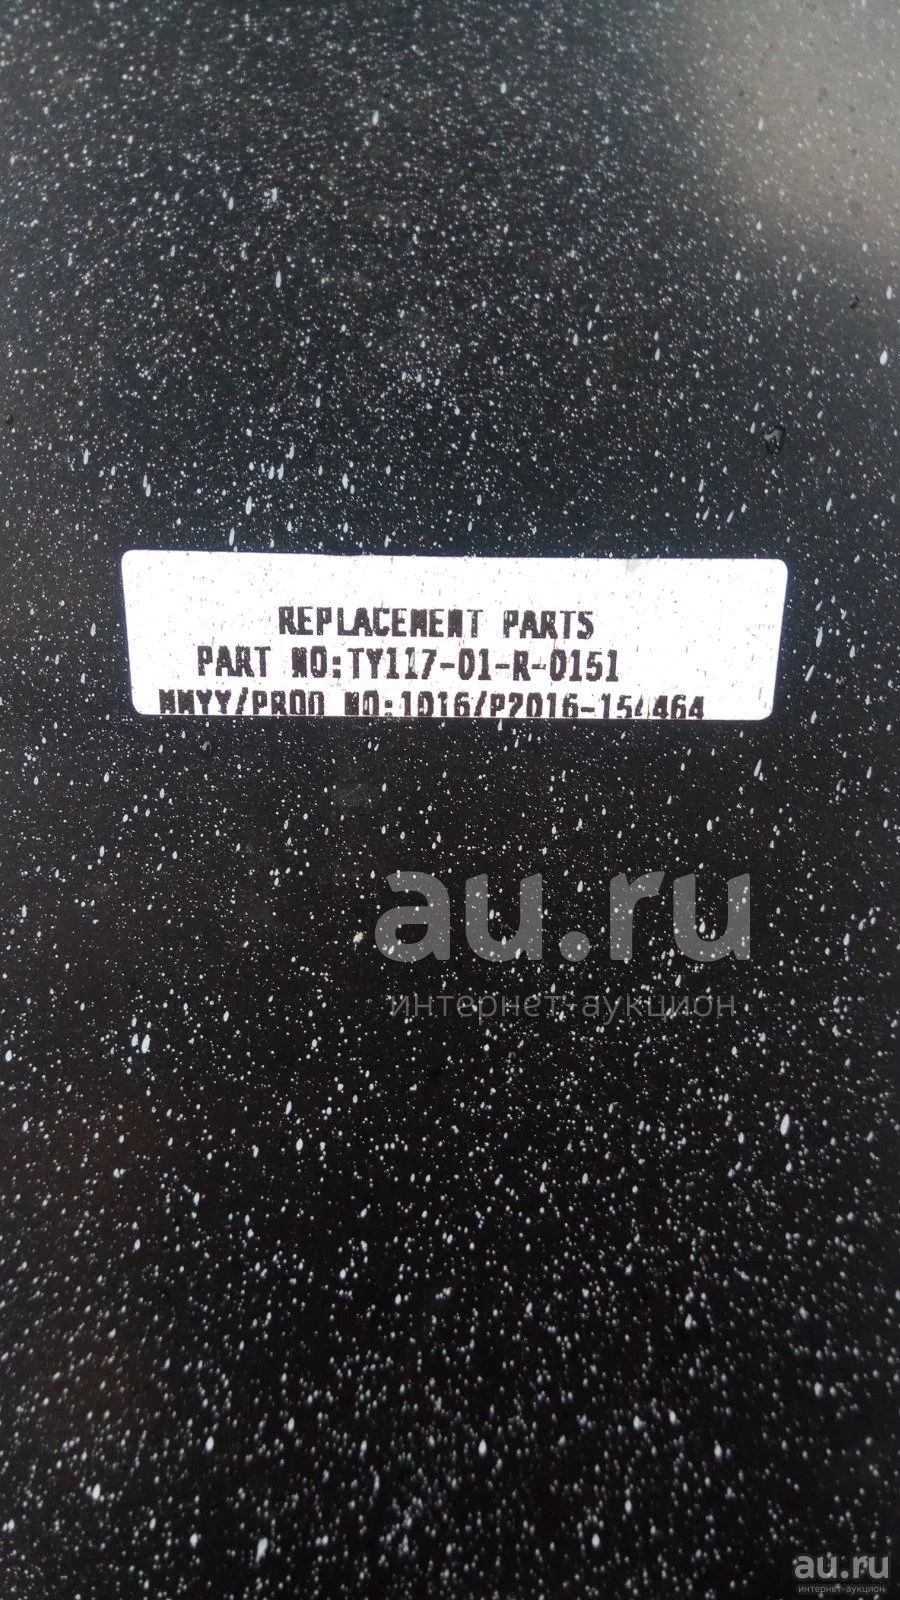 REPLACEMENT PARTS
PART NO:TY117-01-R-0151
MMYY/PROD NO:1016/P2016-154464
au.ru
интернет-аукцион
au.ru
интернет-аукцион